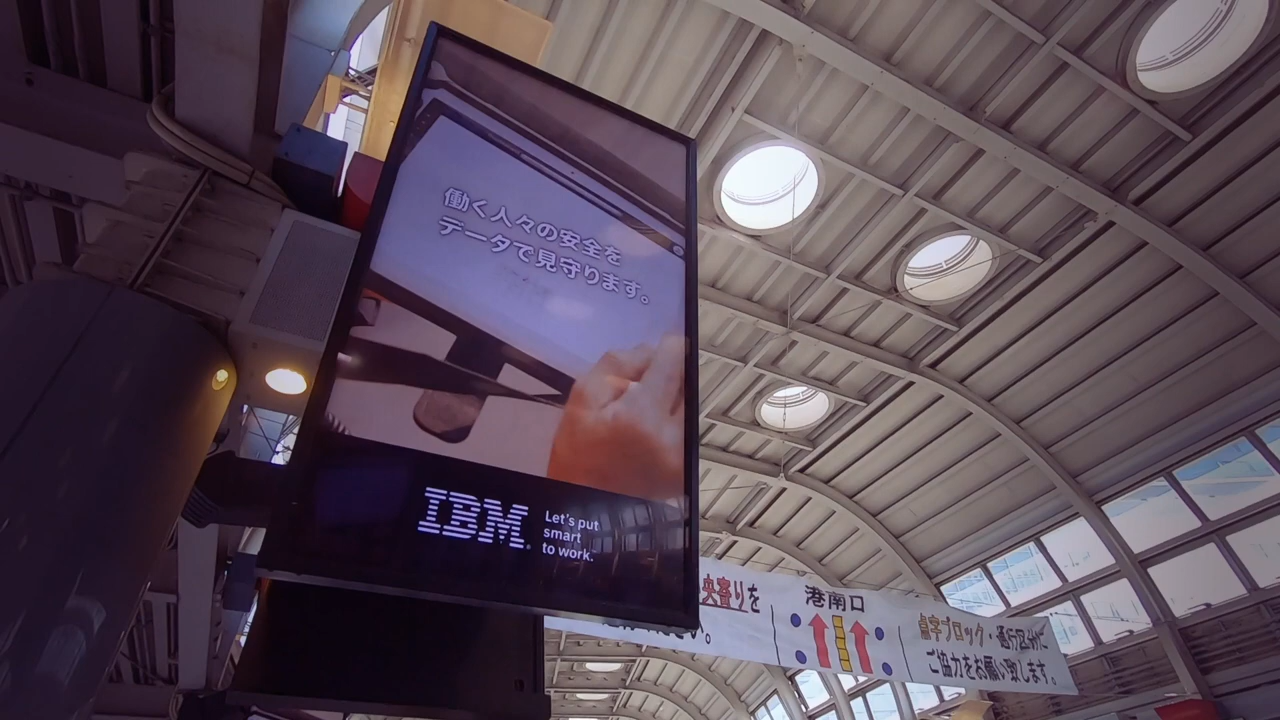 働く人々の安全を
データで見守ります。
IBM
Let's put
smart
to work.
央寄りを
さい。
港南口
点字ブロック・通行区分に
ご協力をお願い致します。